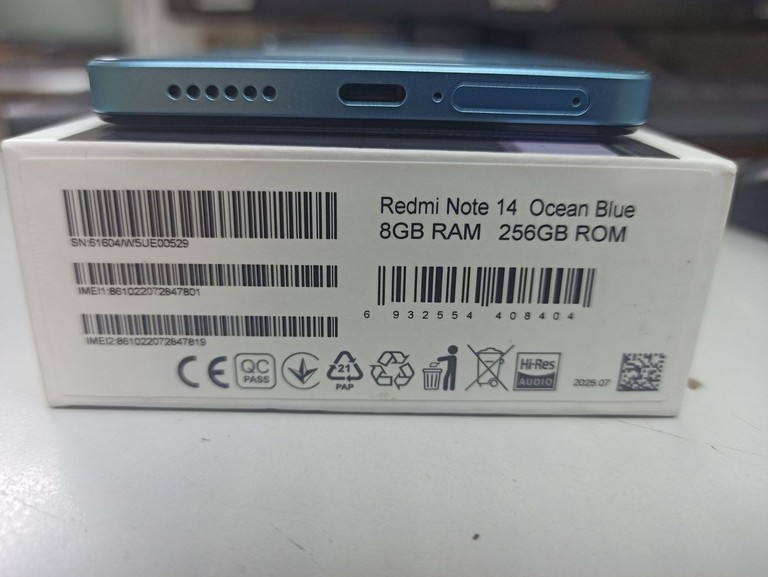 SN:61604/W5UE00529
IMEI1:861022072847801
IMEI2:861022072847819
Redmi Note 14 Ocean Blue
8GB RAM 256GB ROM
6 932554 408404
CE
QC
PASS
21
PAP
Hi-Res
AUDIO
2025.07